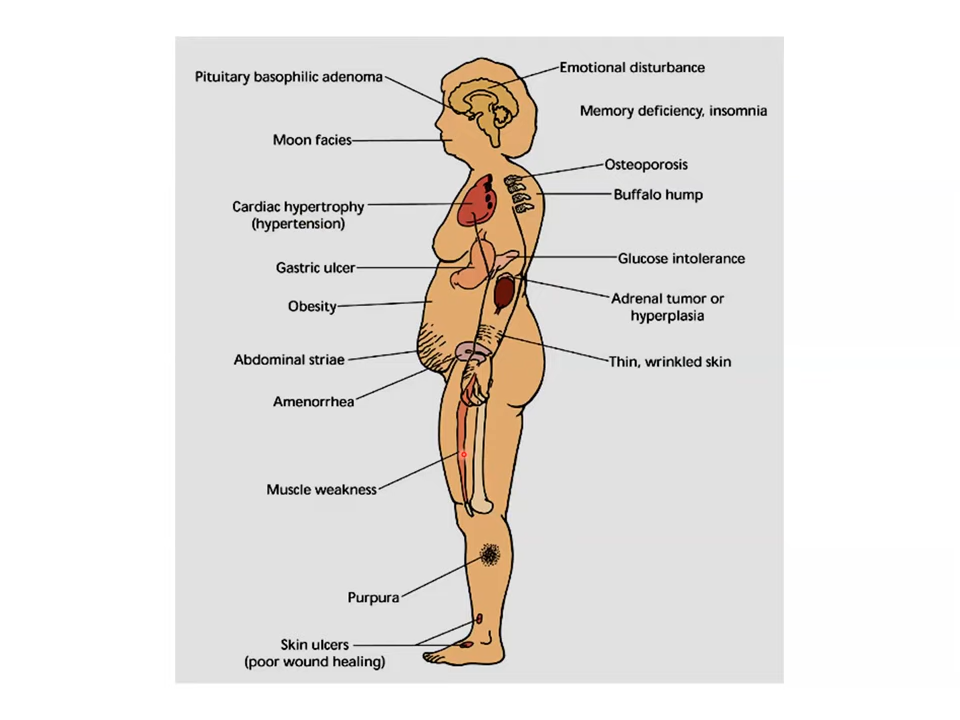 Pituitary basophilic adenoma
Emotional disturbance
Memory deficiency, insomnia
Moon facies
Osteoporosis
Buffalo hump
Cardiac hypertrophy
(hypertension)
Glucose intolerance
Gastric ulcer
Adrenal tumor or
hyperplasia
Obesity
Abdominal striae
Thin, wrinkled skin
Amenorrhea
Muscle weakness
Purpura
Skin ulcers
(poor wound healing)